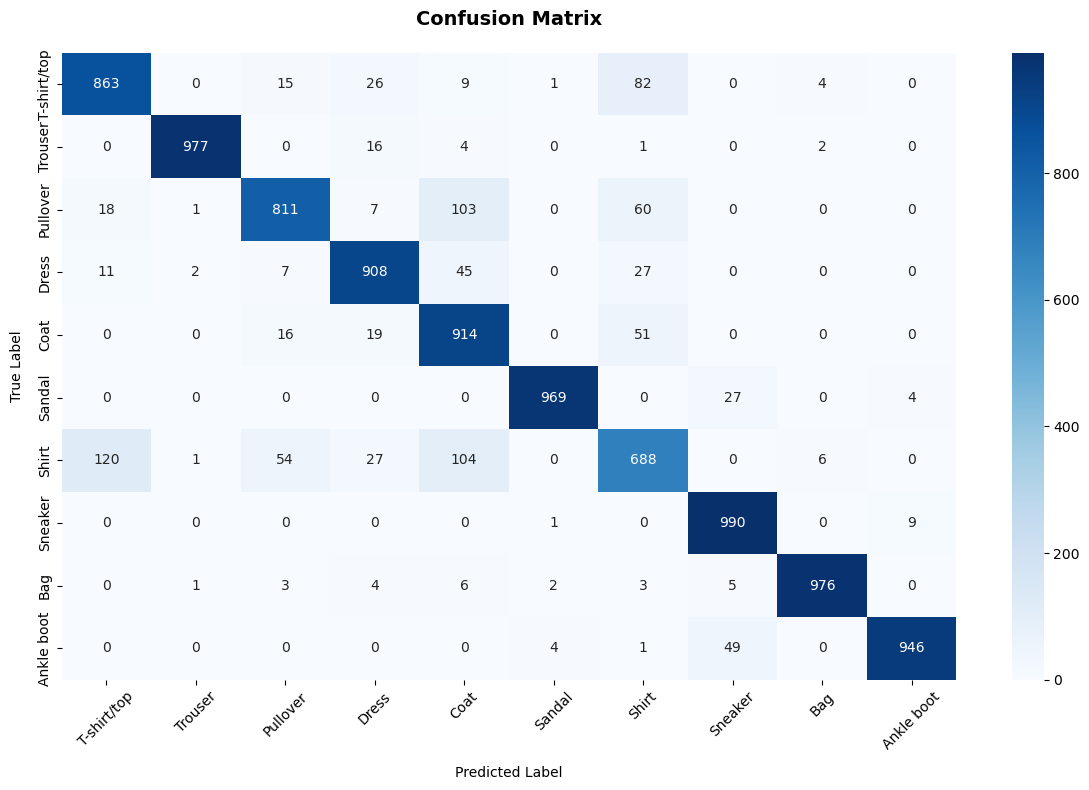 Confusion Matrix
T-shirt/top 863 0 15 26 9 1 82 0 4 0
Trouser 0 977 0 16 4 0 1 0 2 0
Pullover 18 1 811 7 103 0 60 0 0 0
Dress 11 2 7 908 45 0 27 0 0 0
Coat 0 0 16 19 914 0 51 0 0 0
Sandal 0 0 0 0 0 969 0 27 0 4
Shirt 120 1 54 27 104 0 688 0 6 0
Sneaker 0 0 0 0 0 1 0 990 0 9
Bag 0 1 3 4 6 2 3 5 976 0
Ankle boot 0 0 0 0 0 4 1 49 0 946
True Label
T-shirt/top Trouser Pullover Dress Coat Sandal Shirt Sneaker Bag Ankle boot
Predicted Label
800
600
400
200
0